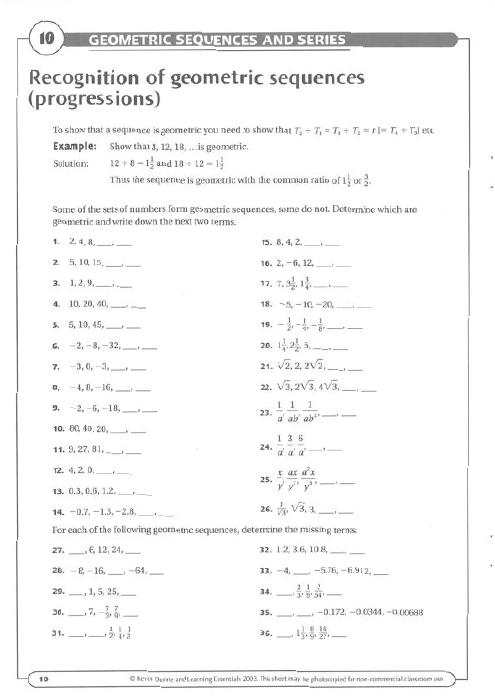 10 GEOMETRIC SEQUENCES AND SERIES
Recognition of geometric sequences
(progressions)
To show that a sequence is geometric you need to show that T₂ ÷ T₁ = T₃ ÷ T₂ = r [= T₄ ÷ T₃] etc
Example: Show that 8, 12, 18, … is geometric.
Solution: 12 ÷ 8 = 1½ and 18 ÷ 12 = 1½
Thus the sequence is geometric with the common ratio of 1½ or 3/2.
Some of the sets of numbers form geometric sequences, some do not. Determine which are
geometric and write down the next two terms.
1. 2, 4, 8, ___, ___
2. 5, 10, 15, ___, ___
3. 1, 2, 9, ___, ___
4. 10, 20, 40, ___, ___
5. 5, 10, 45, ___, ___
6. −2, −8, −32, ___, ___
7. −3, 0, −3, ___, ___
8. −4, 8, −16, ___, ___
9. −2, −6, −18, ___, ___
10. 80, 40, 20, ___, ___
11. 9, 27, 81, ___, ___
12. 4, 2, 0, ___, ___
13. 0.3, 0.6, 1.2, ___, ___
14. −0.7, −1.3, −2.8, ___, ___
15. 8, 4, 2, ___, ___
16. 2, −6, 12, ___, ___
17. 7, 3½, 1¾, ___, ___
18. −5, −10, −20, ___, ___
19. −1/2, −1/4, −1/8, ___, ___
20. 1¼, 2½, 5, ___, ___
21. √2, 2, 2√2, ___, ___
22. √3, 2√3, 4√3, ___, ___
23. 1/a, 1/ab, 1/ab², ___, ___
24. 1/a, 3/a, 6/a, ___, ___
25. x/y, ax/y², a²x/y³, ___, ___
26. 1/√3, √3, 3, ___, ___
For each of the following geometric sequences, determine the missing terms.
27. ___, 6, 12, 24, ___
28. −8, −16, ___, −64, ___
29. ___, 1, 5, 25, ___
30. ___, 7, −7/3, 7/9, ___
31. ___, ___, 1/2, 1/4, 1/8
32. 1.2, 3.6, 10.8, ___, ___
33. −4, ___, −5.76, −6.912, ___
34. ___, 2/3, 1/9,
35. ___, ___, −0.172, −0.0344, −0.00688
36. ___, 1⅓, 8/9, 16/27, ___
10 © Kevin Dunne and Learning Essentials 2003. This sheet may be photocopied for non-commercial classroom use.